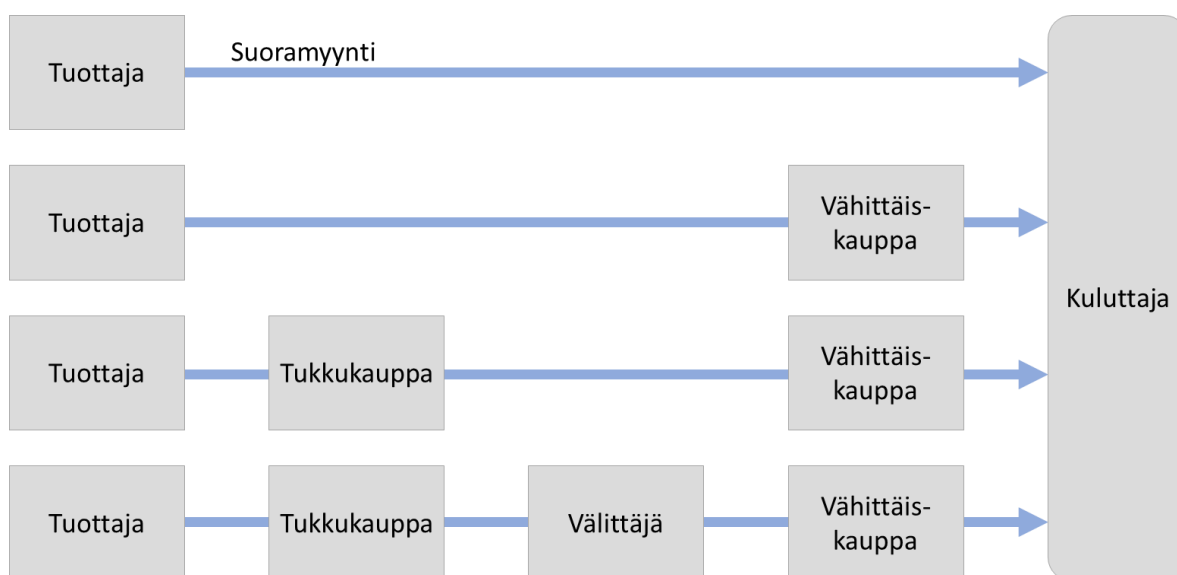 Suoramyynti
Tuottaja
Tuottaja
Vähittäis-
kauppa
Kuluttaja
Tuottaja
Tukkukauppa
Vähittäis-
kauppa
Tuottaja
Tukkukauppa
Välittäjä
Vähittäis-
kauppa